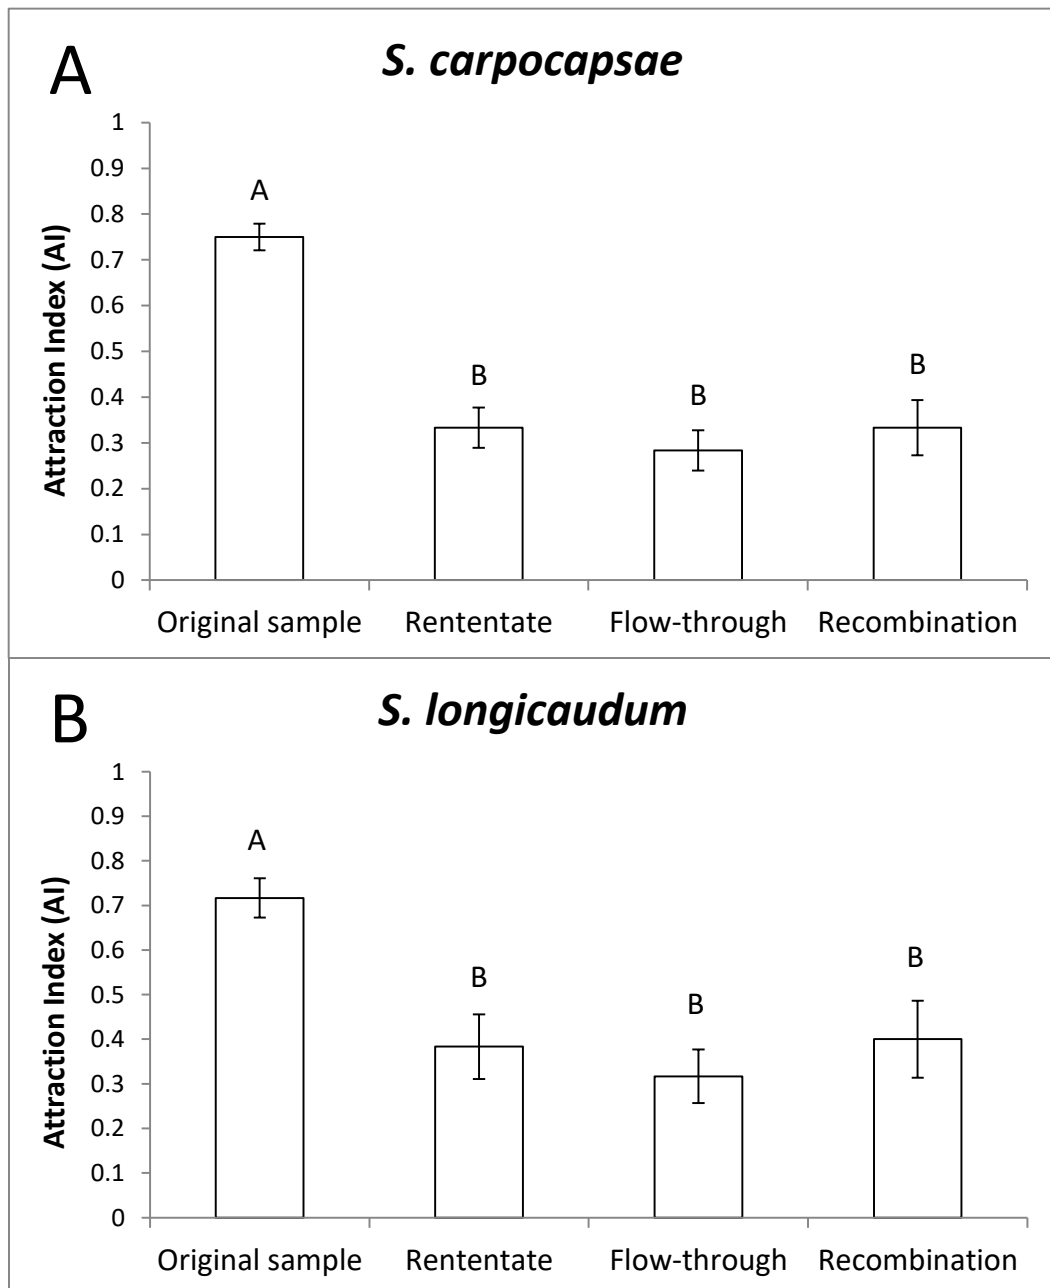 A
S. carpocapsae
Attraction Index (AI)
1
0.9
0.8
0.7
0.6
0.5
0.4
0.3
0.2
0.1
0
A
B
B
B
Original sample
Rententate
Flow-through
Recombination
B
S. longicaudum
Attraction Index (AI)
1
0.9
0.8
0.7
0.6
0.5
0.4
0.3
0.2
0.1
0
A
B
B
B
Original sample
Rententate
Flow-through
Recombination